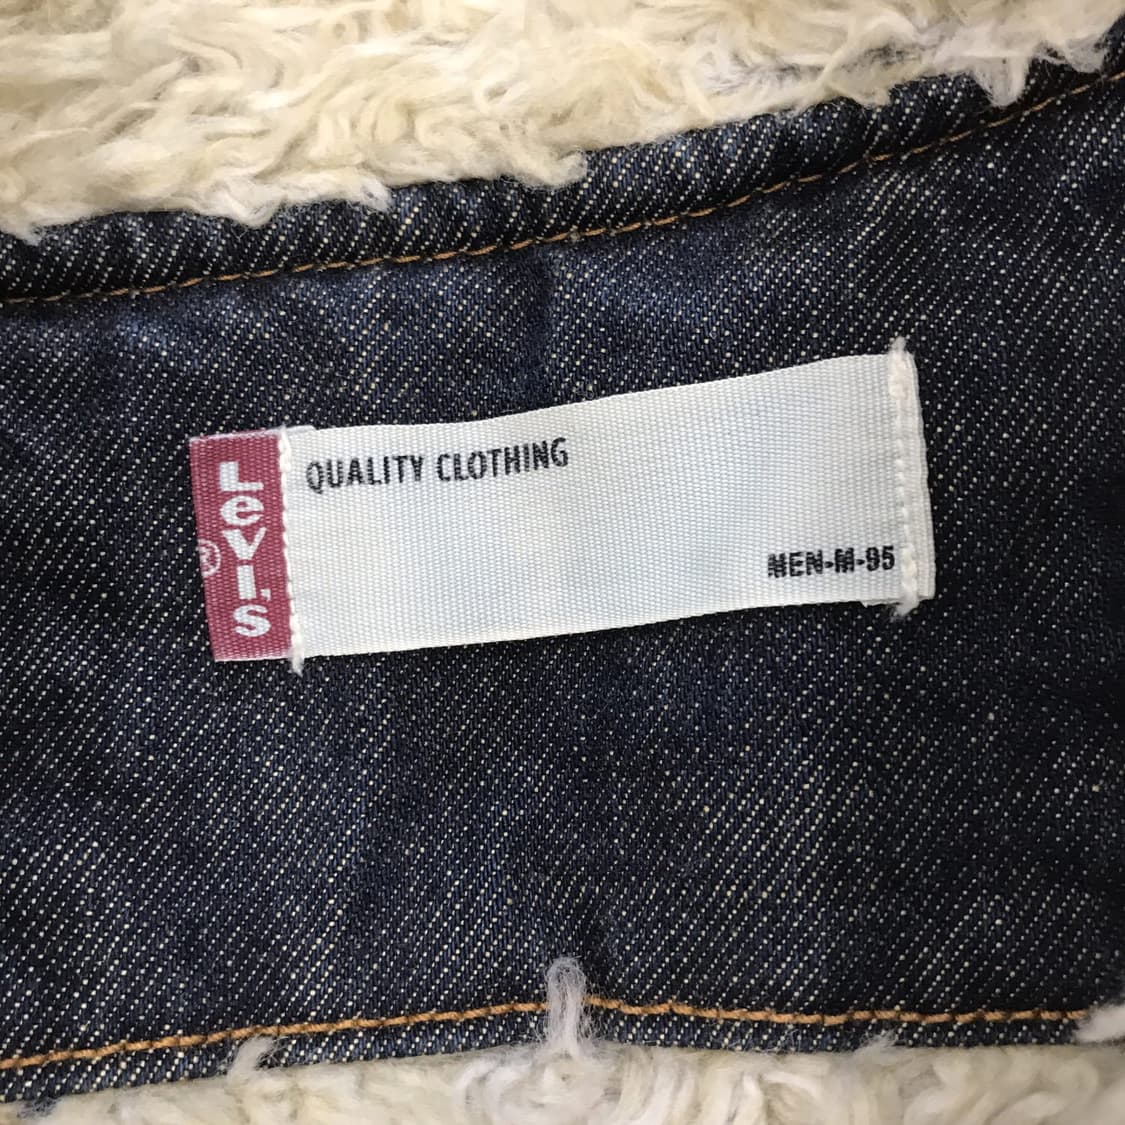 LEVI.S
®
QUALITY CLOTHING
MEN-M-95